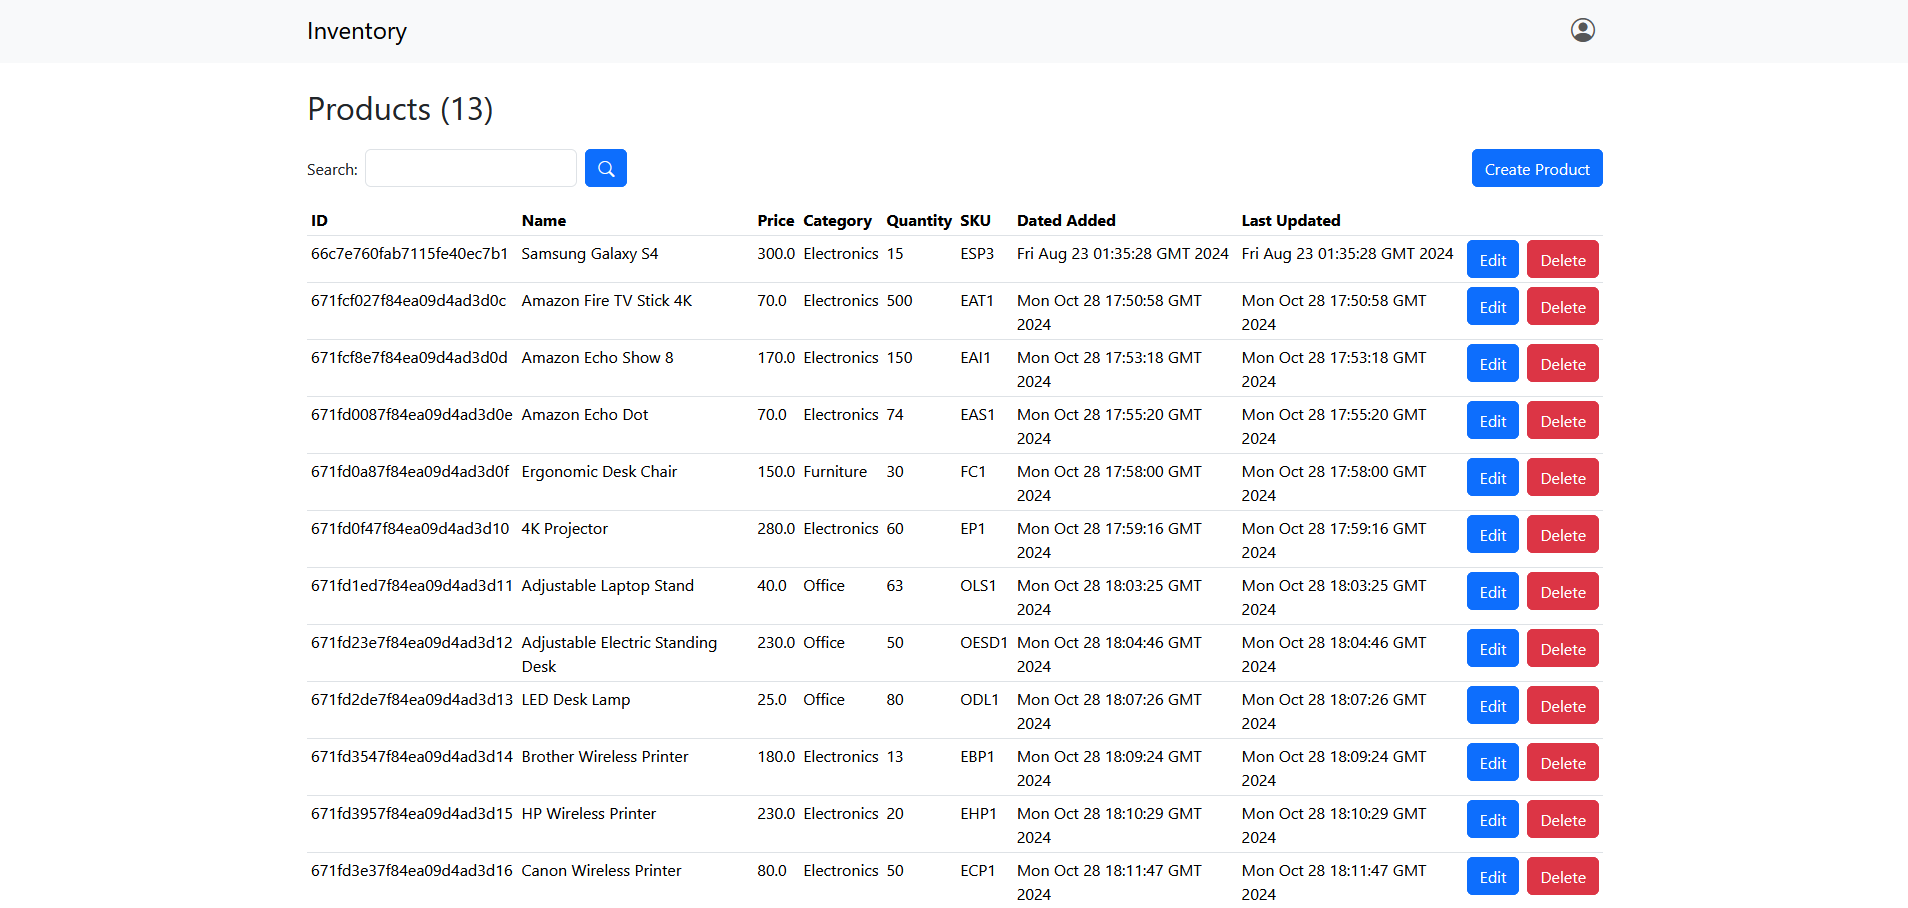 Inventory
Products (13)
Search:
Create Product
ID Name Price Category Quantity SKU Dated Added Last Updated
66c7e760fab7115fe40ec7b1 Samsung Galaxy S4 300.0 Electronics 15 ESP3 Fri Aug 23 01:35:28 GMT 2024 Fri Aug 23 01:35:28 GMT 2024 Edit Delete
671fcf027f84ea09d4ad3d0c Amazon Fire TV Stick 4K 70.0 Electronics 500 EAT1 Mon Oct 28 17:50:58 GMT Mon Oct 28 17:50:58 GMT Edit Delete
2024 2024
671fcf8e7f84ea09d4ad3d0d Amazon Echo Show 8 170.0 Electronics 150 EAI1 Mon Oct 28 17:53:18 GMT Mon Oct 28 17:53:18 GMT Edit Delete
2024 2024
671fd0087f84ea09d4ad3d0e Amazon Echo Dot 70.0 Electronics 74 EAS1 Mon Oct 28 17:55:20 GMT Mon Oct 28 17:55:20 GMT Edit Delete
2024 2024
671fd0a87f84ea09d4ad3d0f Ergonomic Desk Chair 150.0 Furniture 30 FC1 Mon Oct 28 17:58:00 GMT Mon Oct 28 17:58:00 GMT Edit Delete
2024 2024
671fd0f47f84ea09d4ad3d10 4K Projector 280.0 Electronics 60 EP1 Mon Oct 28 17:59:16 GMT Mon Oct 28 17:59:16 GMT Edit Delete
2024 2024
671fd1ed7f84ea09d4ad3d11 Adjustable Laptop Stand 40.0 Office 63 OLS1 Mon Oct 28 18:03:25 GMT Mon Oct 28 18:03:25 GMT Edit Delete
2024 2024
671fd23e7f84ea09d4ad3d12 Adjustable Electric Standing 230.0 Office 50 OESD1 Mon Oct 28 18:04:46 GMT Mon Oct 28 18:04:46 GMT Edit Delete
Desk 2024 2024
671fd2de7f84ea09d4ad3d13 LED Desk Lamp 25.0 Office 80 ODL1 Mon Oct 28 18:07:26 GMT Mon Oct 28 18:07:26 GMT Edit Delete
2024 2024
671fd3547f84ea09d4ad3d14 Brother Wireless Printer 180.0 Electronics 13 EBP1 Mon Oct 28 18:09:24 GMT Mon Oct 28 18:09:24 GMT Edit Delete
2024 2024
671fd3957f84ea09d4ad3d15 HP Wireless Printer 230.0 Electronics 20 EHP1 Mon Oct 28 18:10:29 GMT Mon Oct 28 18:10:29 GMT Edit Delete
2024 2024
671fd3e37f84ea09d4ad3d16 Canon Wireless Printer 80.0 Electronics 50 ECP1 Mon Oct 28 18:11:47 GMT Mon Oct 28 18:11:47 GMT Edit Delete
2024 2024